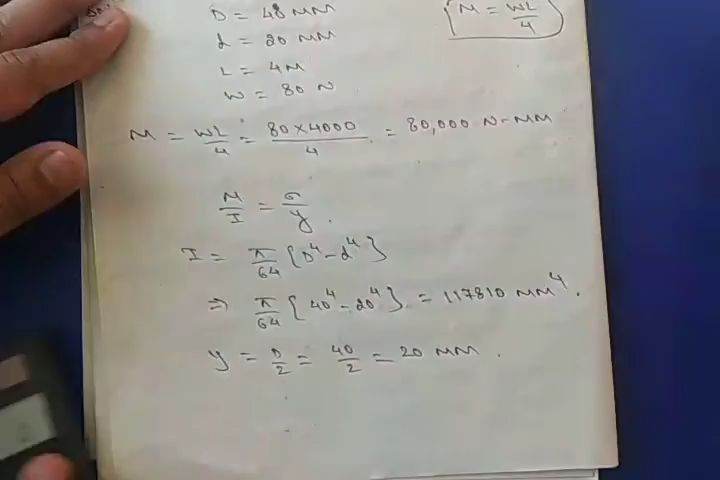 D = 40 MM
d = 20 MM
L = 4M
W = 80 N
{M = WL/4}
M = WL/4 = 80×4000/4 = 80,000 N-MM
M/I = σ/y.
I = π/64 {D⁴-d⁴}
⇒ π/64 {40⁴-20⁴} = 117810 MM⁴.
y = D/2 = 40/2 = 20 MM.